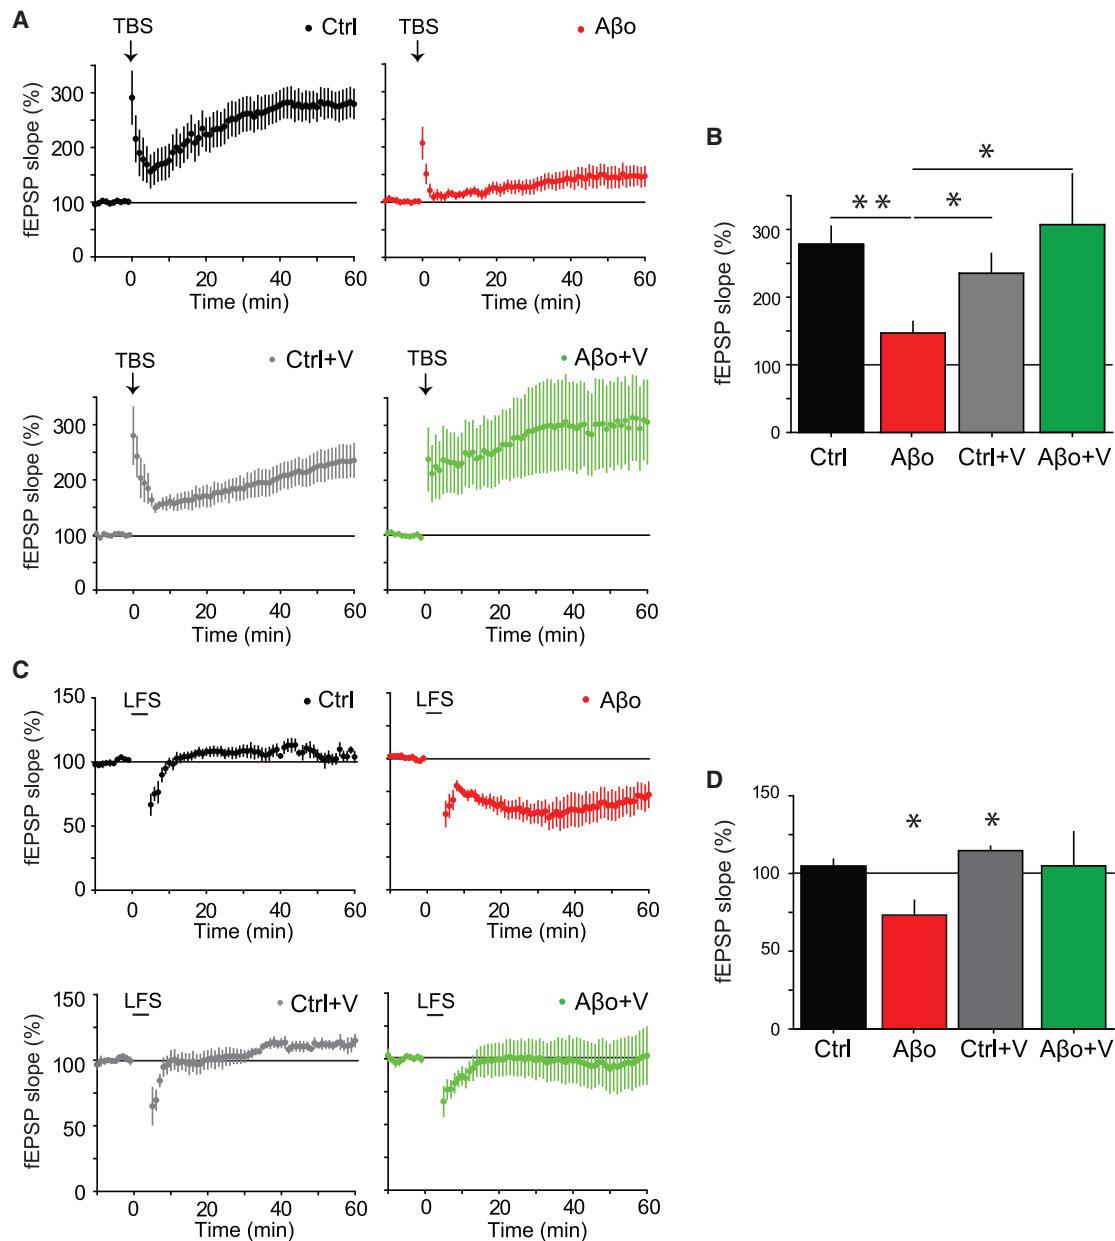 A
TBS
Ctrl
fEPSP slope (%)
300
200
100
0
0
20
40
60
Time (min)
TBS
Aβo
0
20
40
60
Time (min)
TBS
Ctrl+V
fEPSP slope (%)
300
200
100
0
0
20
40
60
Time (min)
TBS
Aβo+V
0
20
40
60
Time (min)
B
*
* *
*
fEPSP slope (%)
300
200
100
0
Ctrl
Aβo
Ctrl+V
Aβo+V
C
LFS
Ctrl
fEPSP slope (%)
150
100
50
0
0
20
40
60
Time (min)
LFS
Aβo
0
20
40
60
Time (min)
LFS
Ctrl+V
fEPSP slope (%)
150
100
50
0
0
20
40
60
Time (min)
LFS
Aβo+V
0
20
40
60
Time (min)
D
*
*
fEPSP slope (%)
150
100
50
0
Ctrl
Aβo
Ctrl+V
Aβo+V